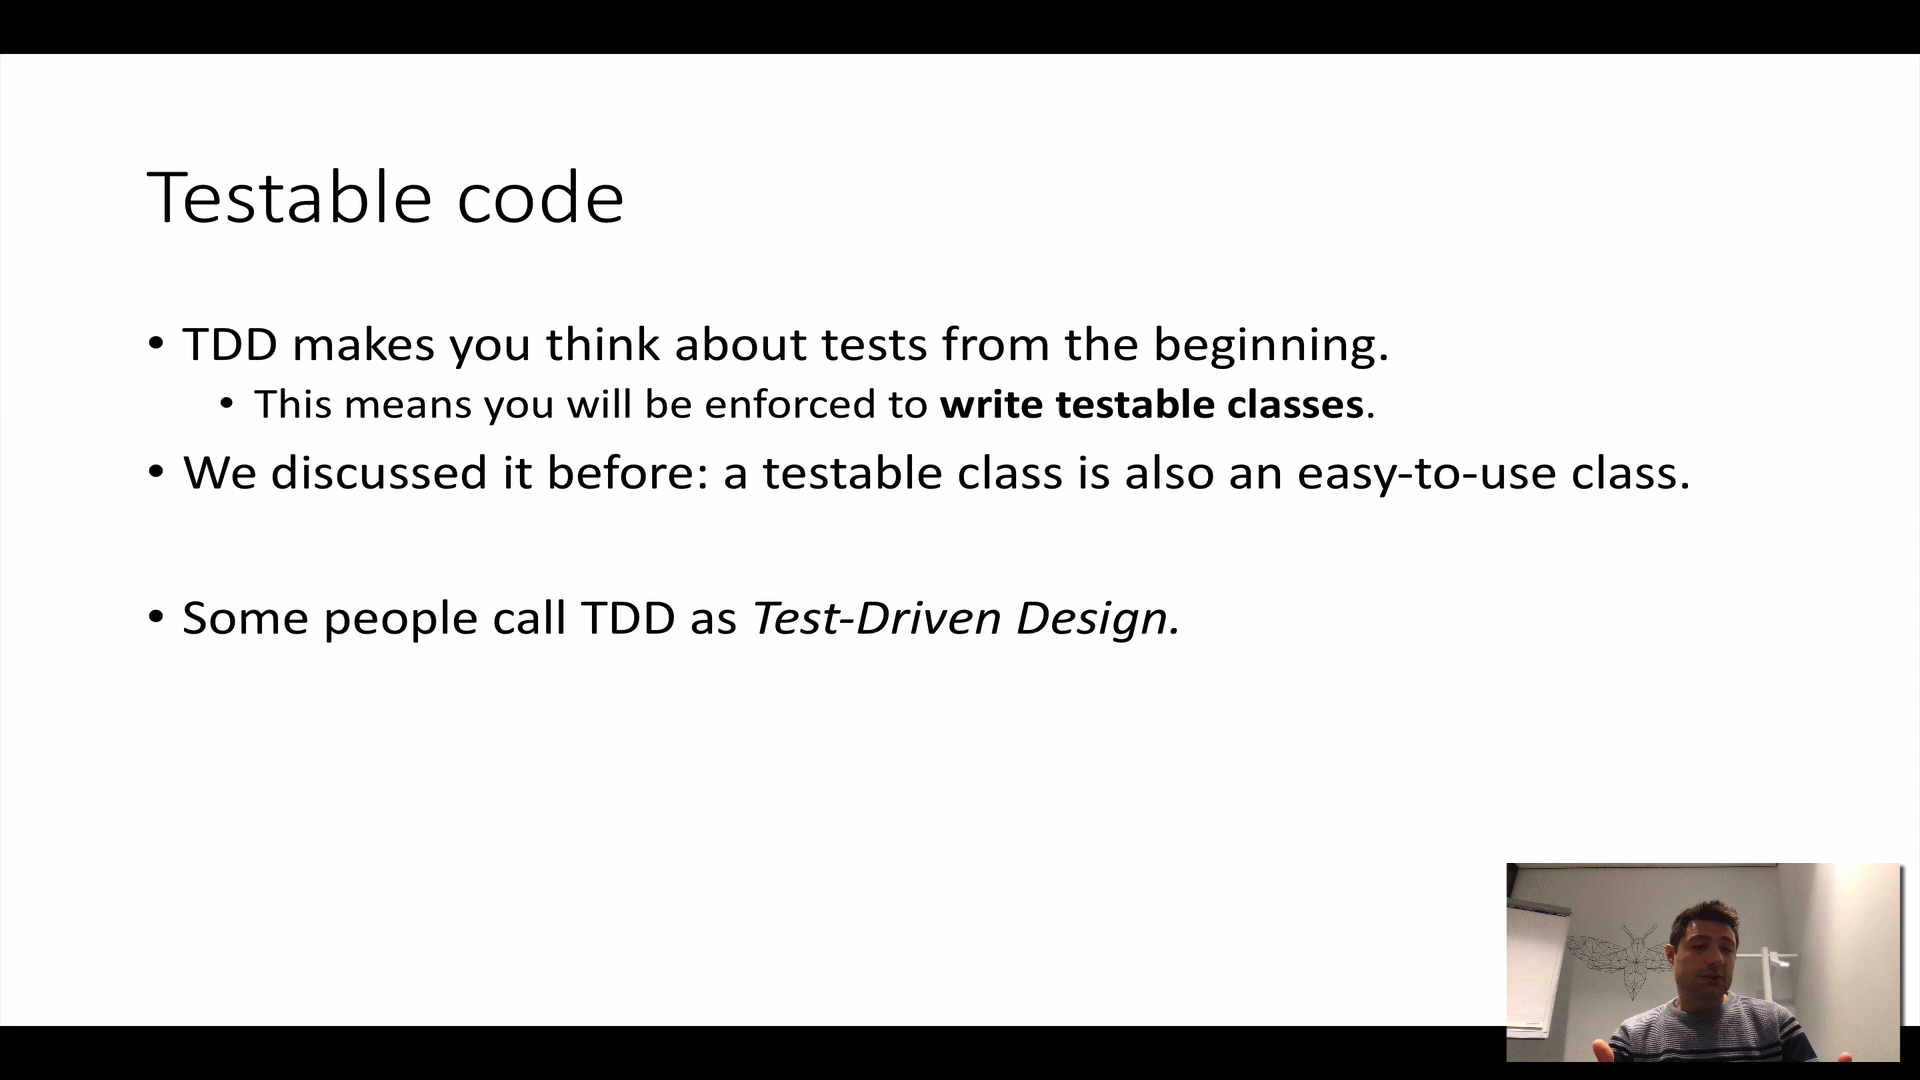 Testable code
• TDD makes you think about tests from the beginning.
• This means you will be enforced to write testable classes.
• We discussed it before: a testable class is also an easy-to-use class.
• Some people call TDD as Test-Driven Design.